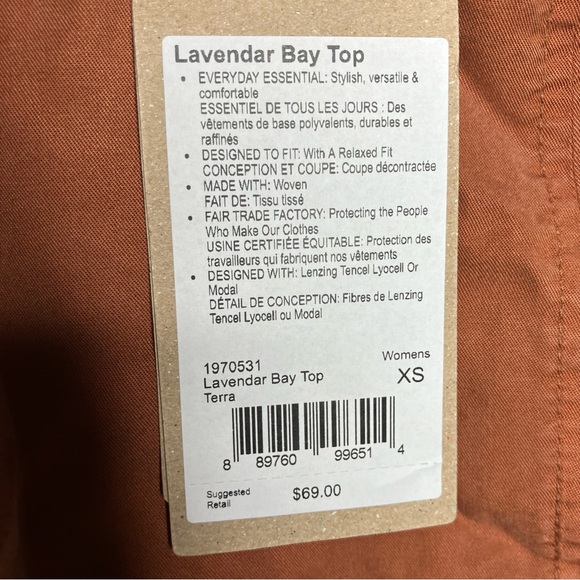 Lavendar Bay Top
• EVERYDAY ESSENTIAL: Stylish, versatile &
comfortable
ESSENTIEL DE TOUS LES JOURS : Des
vêtements de base polyvalents, durables et
raffinés
• DESIGNED TO FIT: With A Relaxed Fit
CONCEPTION ET COUPE: Coupe décontractée
• MADE WITH: Woven
FAIT DE: Tissu tissé
• FAIR TRADE FACTORY: Protecting the People
Who Make Our Clothes
USINE CERTIFIÉE ÉQUITABLE: Protection des
travailleurs qui fabriquent nos vêtements
• DESIGNED WITH: Lenzing Tencel Lyocell Or
Modal
DÉTAIL DE CONCEPTION: Fibres de Lenzing
Tencel Lyocell ou Modal
1970531
Lavendar Bay Top
Terra
Womens
XS
8 89760 99651 4
Suggested
Retail
$69.00